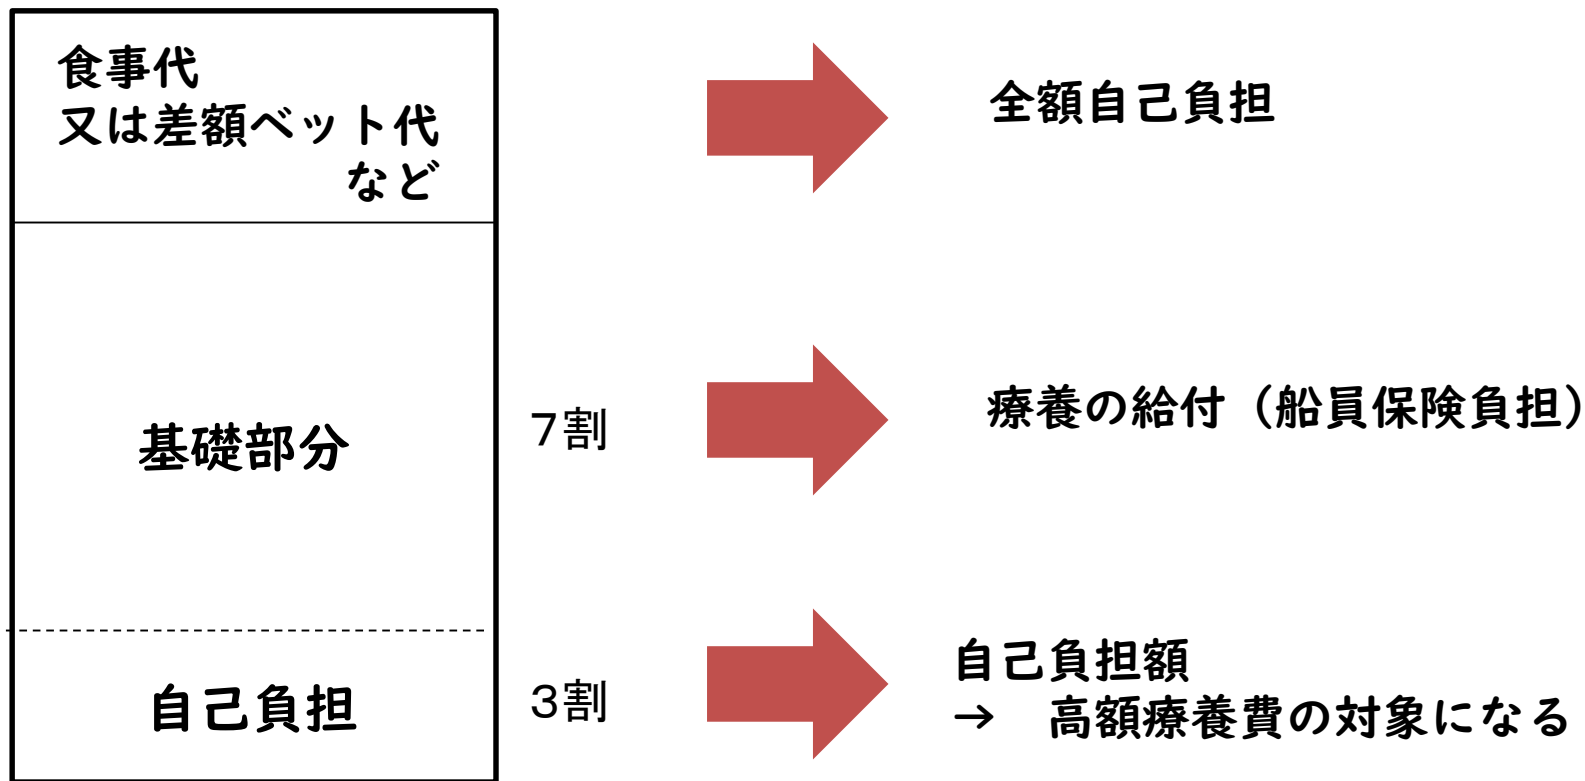 食事代
又は差額ベット代
など
全額自己負担
基礎部分
7割
療養の給付（船員保険負担）
自己負担
3割
自己負担額
→　高額療養費の対象になる